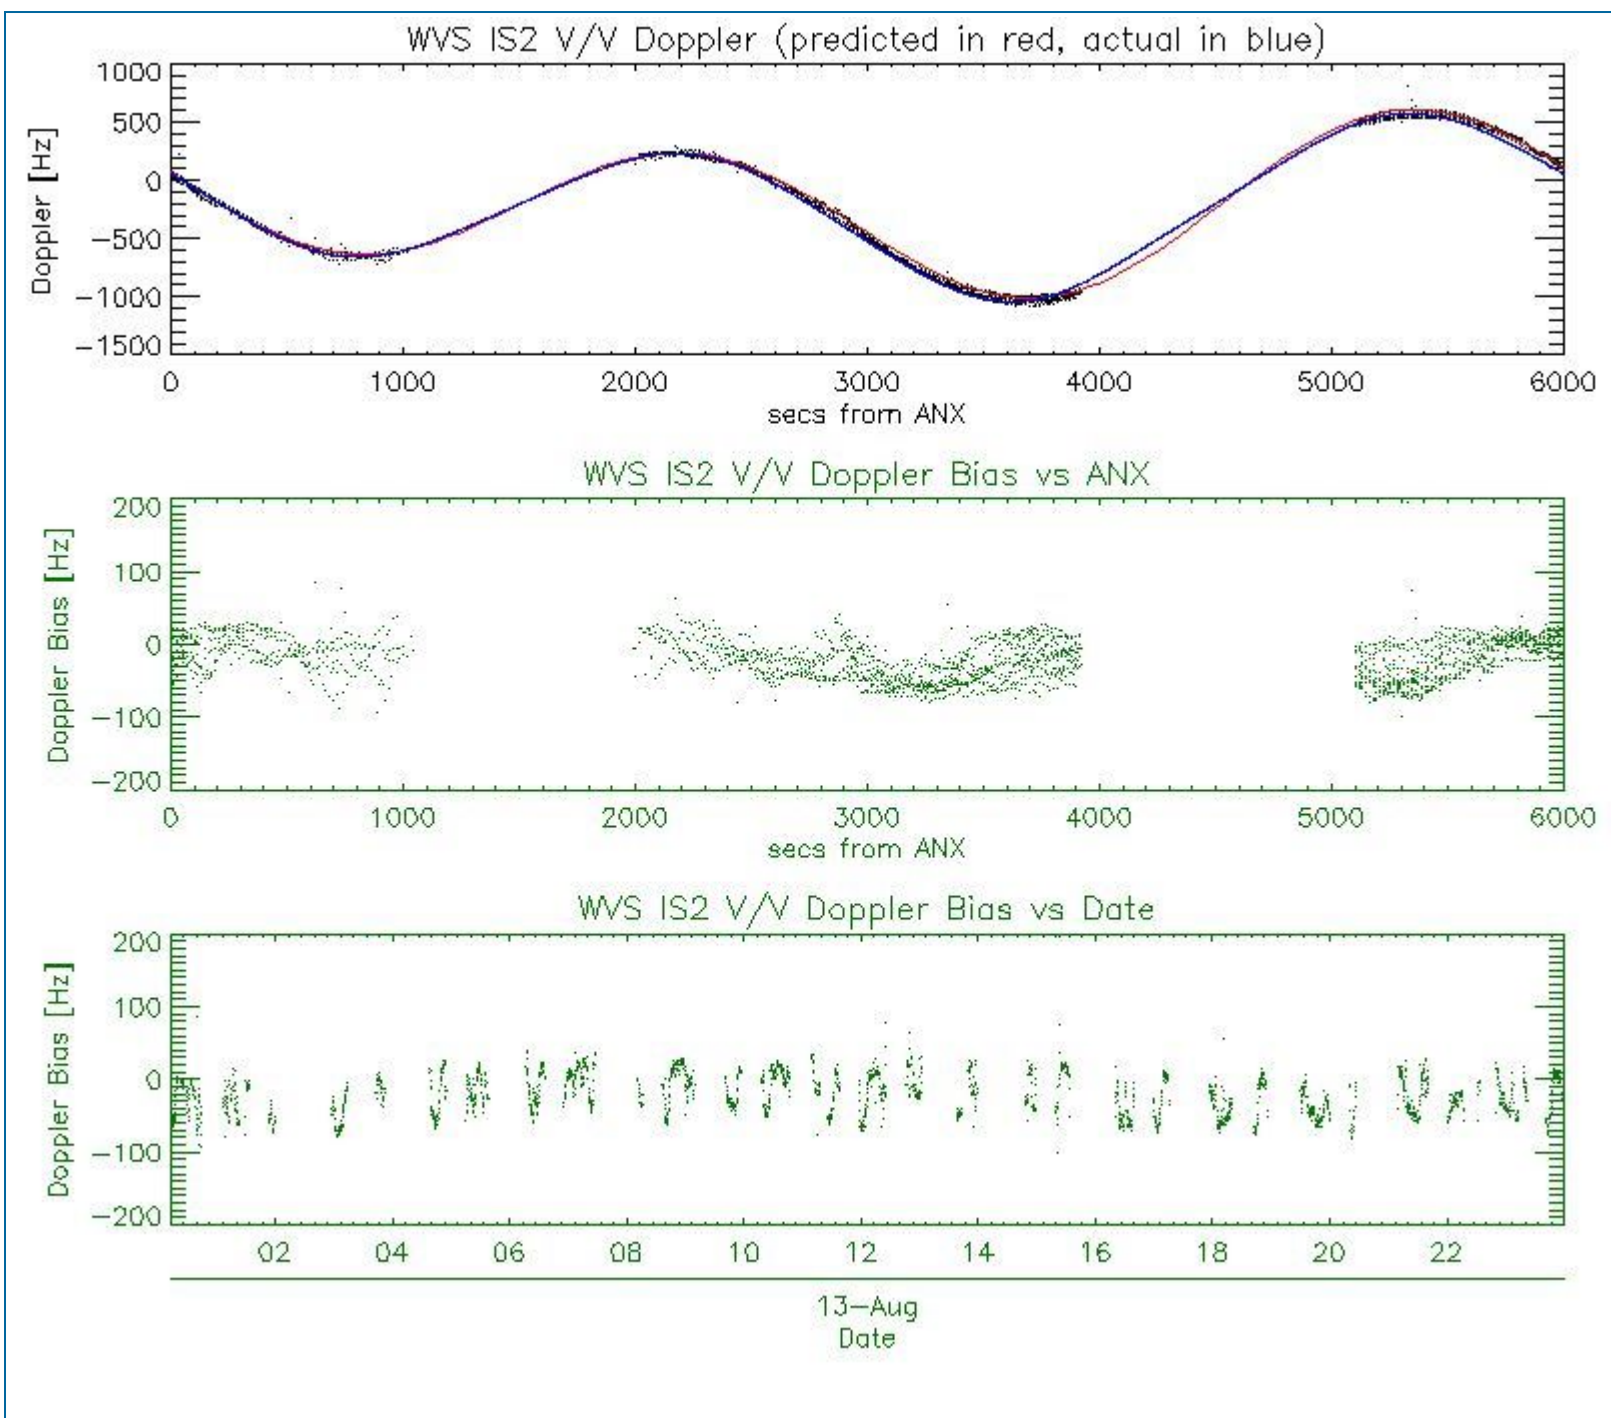 WVS IS2 V/V Doppler (predicted in red, actual in blue)
Doppler [Hz]
1000
500
0
−500
−1000
−1500
0 1000 2000 3000 4000 5000 6000
secs from ANX
WVS IS2 V/V Doppler Bias vs ANX
Doppler Bias [Hz]
200
100
0
−100
−200
0 1000 2000 3000 4000 5000 6000
secs from ANX
WVS IS2 V/V Doppler Bias vs Date
Doppler Bias [Hz]
200
100
0
−100
−200
02 04 06 08 10 12 14 16 18 20 22
13−Aug
Date